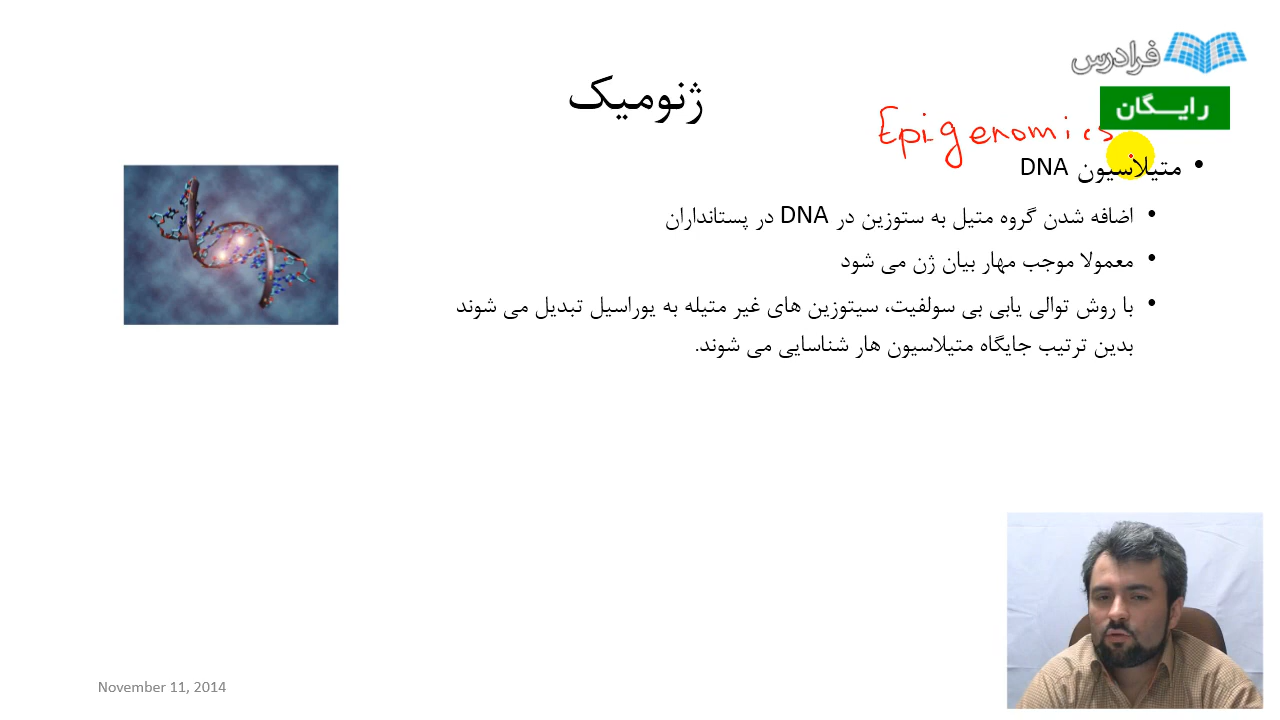 فرادرس
رایگان
ژنومیک
Epigenomics
• متیلاسیون DNA
• اضافه شدن گروه متیل به ستوزین در DNA در پستانداران
• معمولا موجب مهار بیان ژن می شود
• با روش توالی یابی بی سولفیت، سیتوزین های غیر متیله به یوراسیل تبدیل می شوند
بدین ترتیب جایگاه متیلاسیون هار شناسایی می شوند.
November 11, 2014